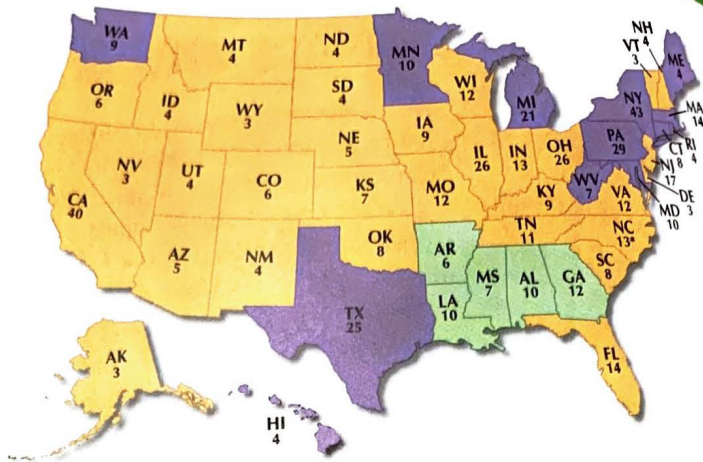 WA
9
OR
6
CA
40
NV
3
ID
4
MT
4
WY
3
UT
4
AZ
5
CO
6
NM
4
ND
4
SD
4
NE
5
KS
7
OK
8
TX
25
MN
10
IA
9
MO
12
AR
6
LA
10
WI
12
IL
26
MI
21
IN
13
OH
26
KY
9
TN
11
MS
7
AL
10
GA
12
FL
14
SC
8
NC
13*
VA
12
WV
7
PA
29
NY
43
VT
3
NH
4
ME
4
MA
14
RI
4
CT
8
NJ
17
DE
3
MD
10
AK
3
HI
4